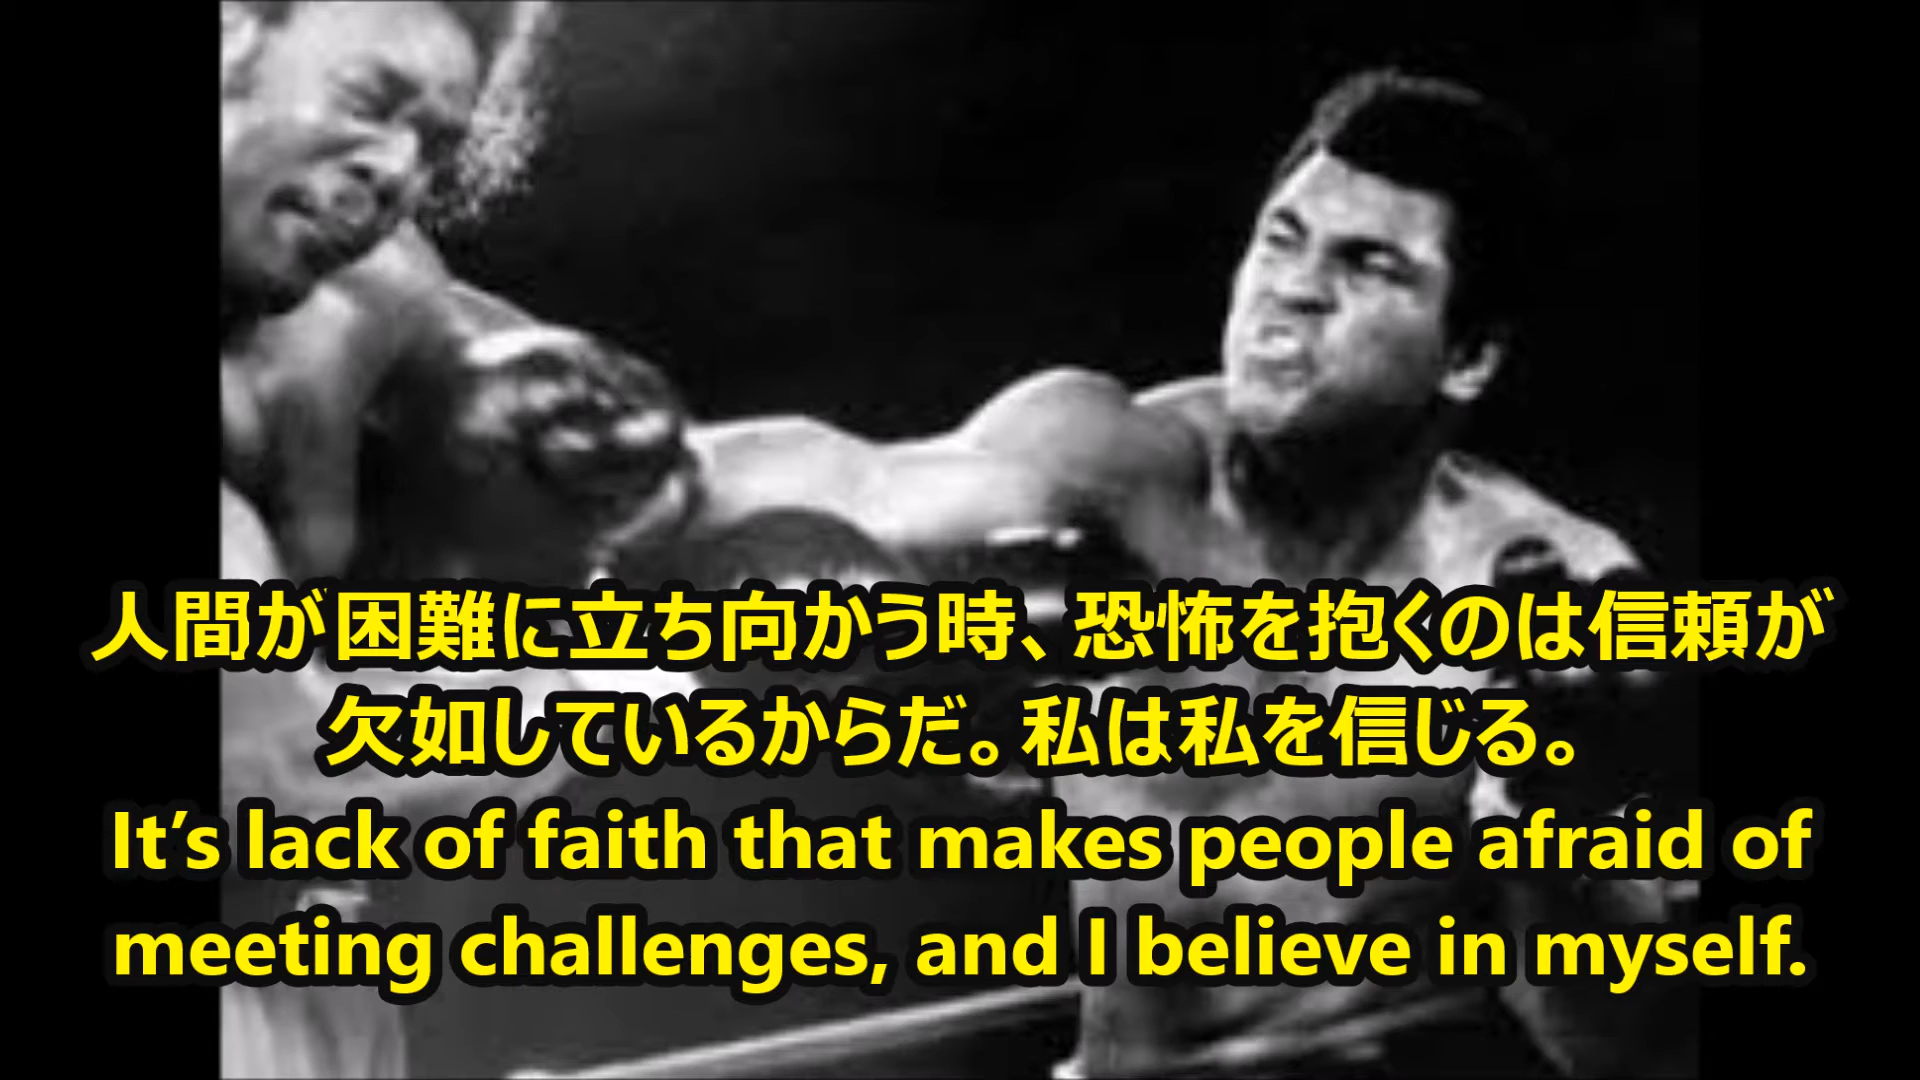 人間が困難に立ち向かう時、恐怖を抱くのは信頼が
欠如しているからだ。私は私を信じる。
It’s lack of faith that makes people afraid of
meeting challenges, and I believe in myself.